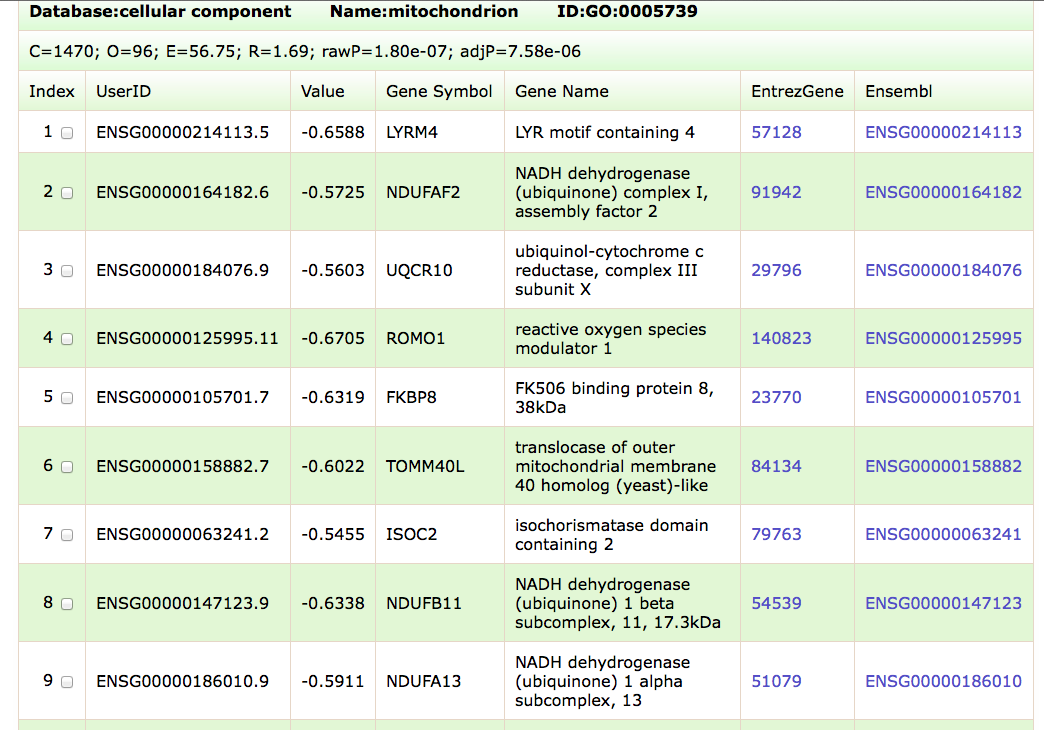 Database:cellular component Name:mitochondrion ID:GO:0005739
C=1470; O=96; E=56.75; R=1.69; rawP=1.80e-07; adjP=7.58e-06
Index UserID Value Gene Symbol Gene Name EntrezGene Ensembl
1 ENSG00000214113.5 -0.6588 LYRM4 LYR motif containing 4 57128 ENSG00000214113
NADH dehydrogenase
2 ENSG00000164182.6 -0.5725 NDUFAF2 (ubiquinone) complex I, 91942 ENSG00000164182
assembly factor 2
ubiquinol-cytochrome c
3 ENSG00000184076.9 -0.5603 UQCR10 reductase, complex III 29796 ENSG00000184076
subunit X
4 ENSG00000125995.11 -0.6705 ROMO1 reactive oxygen species 140823 ENSG00000125995
modulator 1
5 ENSG00000105701.7 -0.6319 FKBP8 FK506 binding protein 8, 23770 ENSG00000105701
38kDa
translocase of outer
6 ENSG00000158882.7 -0.6022 TOMM40L mitochondrial membrane 84134 ENSG00000158882
40 homolog (yeast)-like
7 ENSG00000063241.2 -0.5455 ISOC2 isochorismatase domain 79763 ENSG00000063241
containing 2
NADH dehydrogenase
8 ENSG00000147123.9 -0.6338 NDUFB11 (ubiquinone) 1 beta 54539 ENSG00000147123
subcomplex, 11, 17.3kDa
NADH dehydrogenase
9 ENSG00000186010.9 -0.5911 NDUFA13 (ubiquinone) 1 alpha 51079 ENSG00000186010
subcomplex, 13